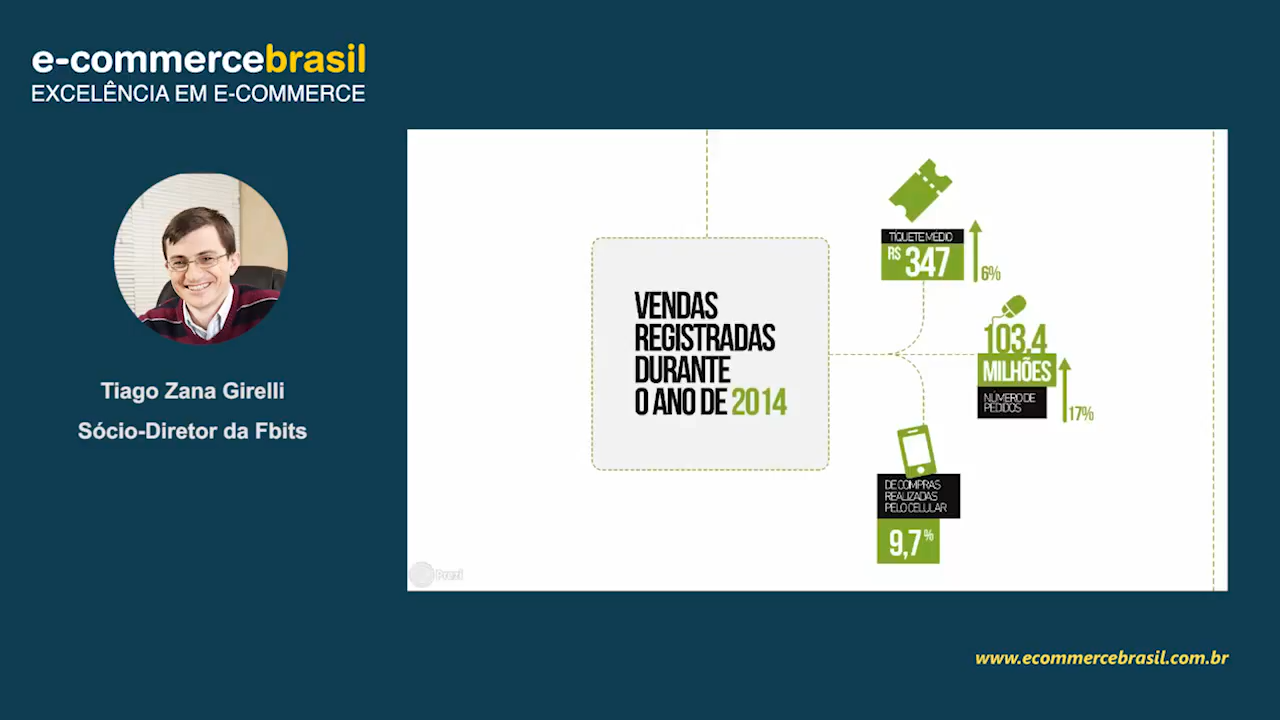 e-commercebrasil
EXCELÊNCIA EM E-COMMERCE
Tiago Zana Girelli
Sócio-Diretor da Fbits
VENDAS
REGISTRADAS
DURANTE
O ANO DE 2014
TÍQUETE MÉDIO
R$ 347
6%
103,4
MILHÕES
NÚMERO DE
PEDIDOS
17%
DE COMPRAS
REALIZADAS
PELO CELULAR
9,7%
Prezi
www.ecommercebrasil.com.br